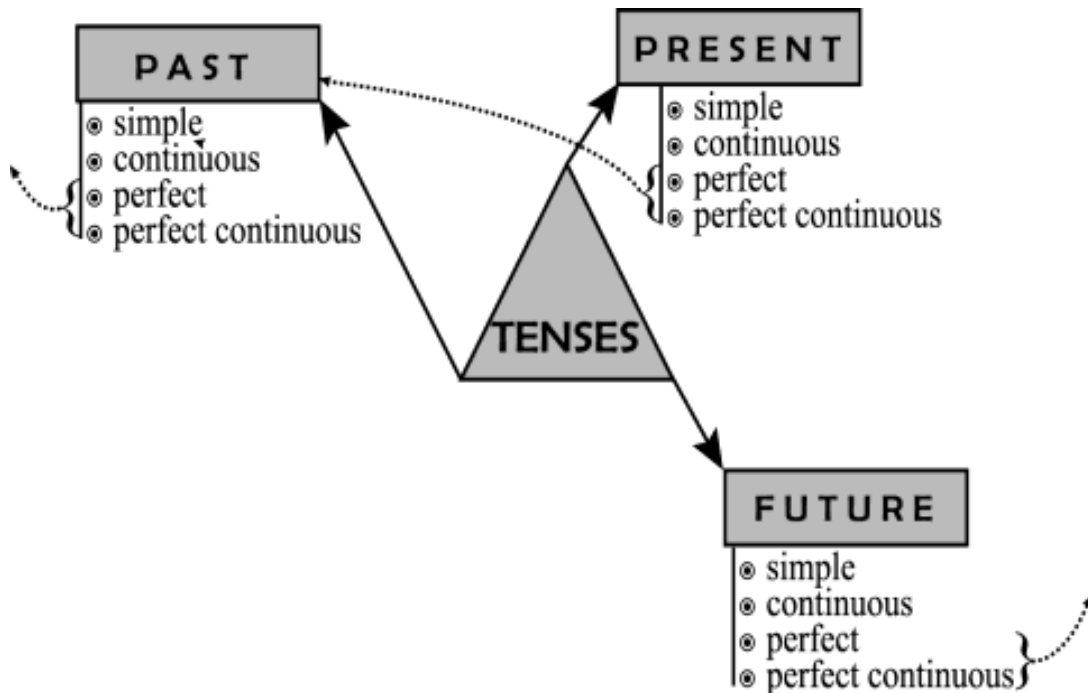 PAST
simple
continuous
perfect
perfect continuous
PRESENT
simple
continuous
perfect
perfect continuous
TENSES
FUTURE
simple
continuous
perfect
perfect continuous